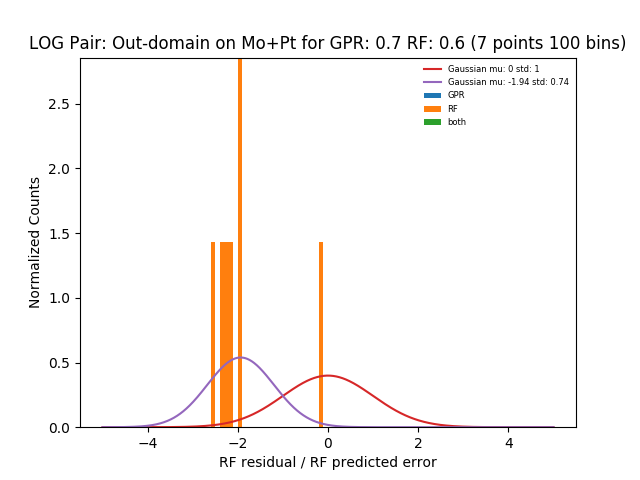 LOG Pair: Out-domain on Mo+Pt for GPR: 0.7 RF: 0.6 (7 points 100 bins)
Gaussian mu: 0 std: 1
Gaussian mu: -1.94 std: 0.74
GPR
RF
both
Normalized Counts
2.5
2.0
1.5
1.0
0.5
0.0
−4 −2 0 2 4
RF residual / RF predicted error